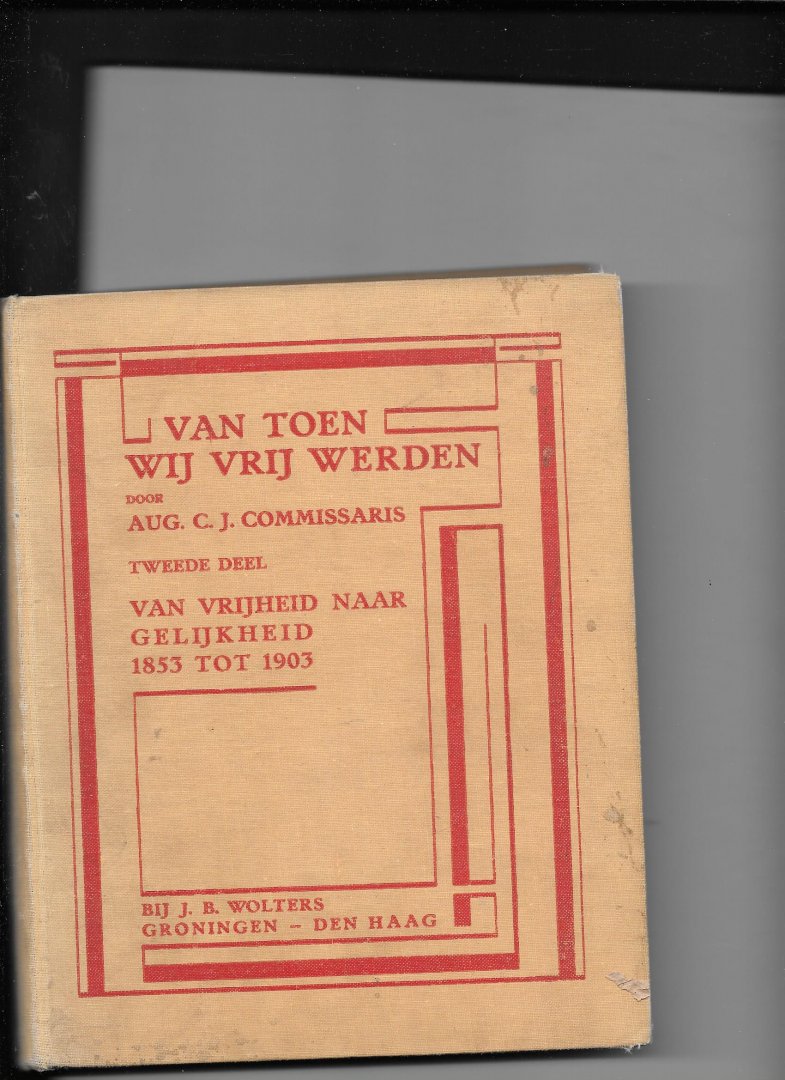 VAN TOEN
WIJ VRIJ WERDEN
DOOR
AUG. C. J. COMMISSARIS
TWEEDE DEEL
VAN VRIJHEID NAAR
GELIJKHEID
1853 TOT 1903
BIJ J. B. WOLTERS
GRONINGEN – DEN HAAG